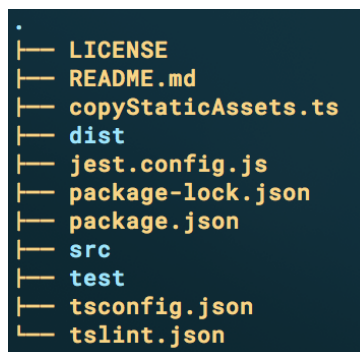 .
├── LICENSE
├── README.md
├── copyStaticAssets.ts
├── dist
├── jest.config.js
├── package-lock.json
├── package.json
├── src
├── test
├── tsconfig.json
└── tslint.json